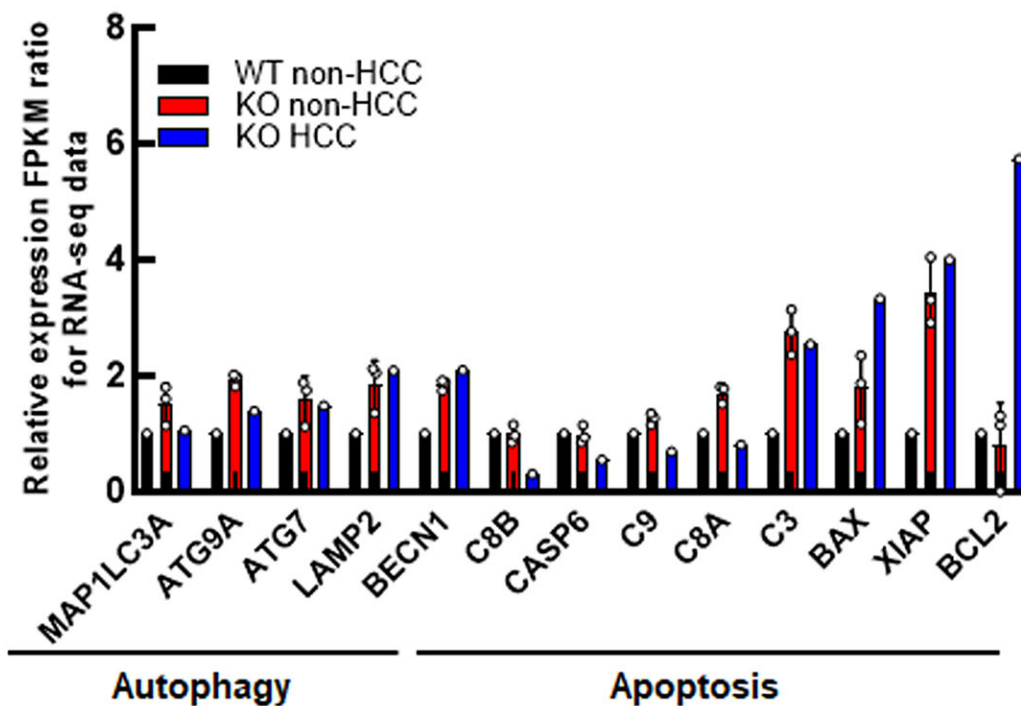 Relative expression FPKM ratio
for RNA-seq data
8
6
4
2
0
WT non-HCC
KO non-HCC
KO HCC
MAP1LC3A
ATG9A
ATG7
LAMP2
BECN1
C8B
CASP6
C9
C8A
C3
BAX
XIAP
BCL2
Autophagy
Apoptosis